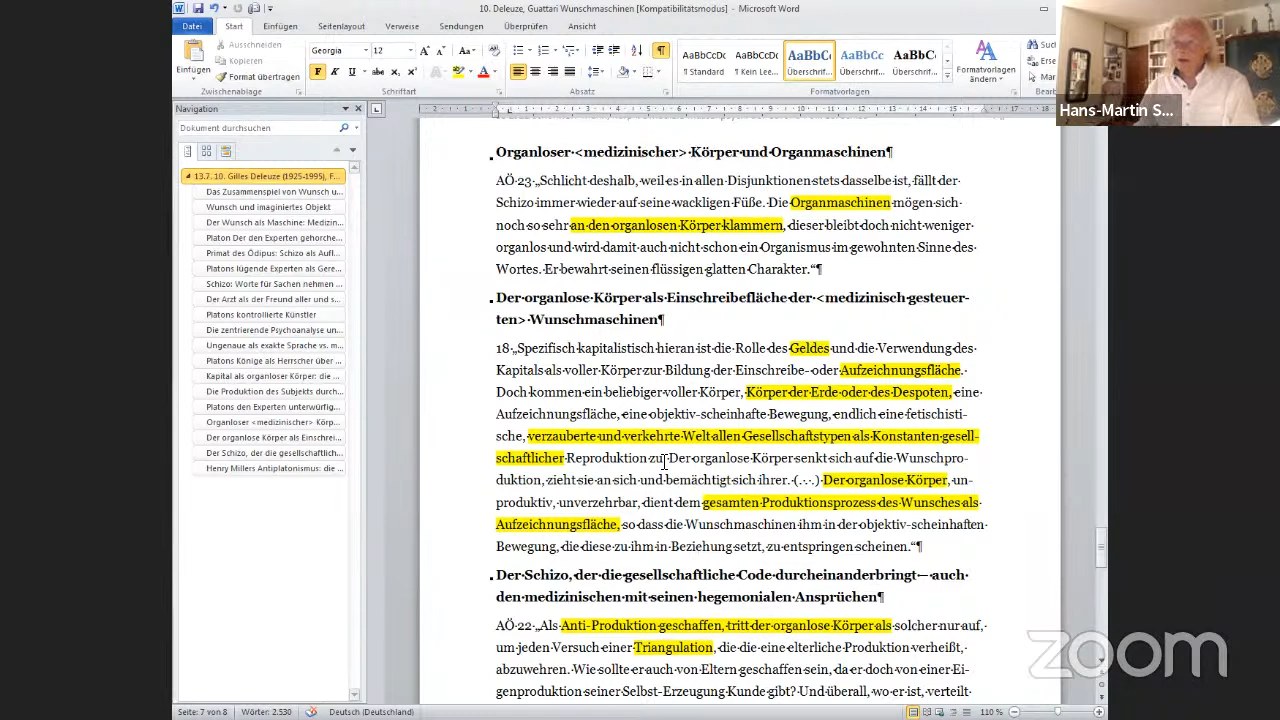 10. Deleuze, Guattari Wunschmaschinen [Kompatibilitätsmodus] - Microsoft Word
Datei Start Einfügen Seitenlayout Verweise Sendungen Überprüfen Ansicht
Einfügen
Ausschneiden
Kopieren
Format übertragen
Zwischenablage
Georgia 12
F K U abc x₂ x²
Schriftart
Absatz
AaBbCcDc AaBbCcDc AaBbCc AaBbCc AaBbCc
¶ Standard ¶ Kein Lee... Überschrif... Überschrif... Überschrif...
Formatvorlagen ändern
Formatvorlagen
Suc
Erse
Mar
Bearbe
Hans-Martin S...
Navigation
Dokument durchsuchen
13.7. 10. Gilles Deleuze (1925-1995), F...
Das Zusammenspiel von Wunsch u...
Wunsch und imaginiertes Objekt
Der Wunsch als Maschine: Medizin...
Platon Der den Experten gehorche...
Primat des Ödipus: Schizo als Aufl...
Platons lügende Experten als Gere...
Schizo: Worte für Sachen nehmen ...
Der Arzt als der Freund aller und s...
Platons kontrollierte Künstler
Die zentrierende Psychoanalyse un...
Ungenaue als exakte Sprache vs. m...
Platons Könige als Herrscher über ...
Kapital als organloser Körper: die ...
Die Produktion des Subjekts durch...
Platons den Experten unterwürfig...
Organloser <medizinischer> Körp...
Der organlose Körper als Einschrei...
Der Schizo, der die gesellschaftlich...
Henry Millers Antiplatonismus: die ...
Organloser·<medizinischer>·Körper·und·Organmaschinen¶
AÖ·23·„Schlicht·deshalb,·weil·es·in·allen·Disjunktionen·stets·dasselbe·ist,·fällt·der·
Schizo·immer·wieder·auf·seine·wackligen·Füße.·Die·Organmaschinen·mögen·sich·
noch·so·sehr·an·den·organlosen·Körper·klammern,·dieser·bleibt·doch·nicht·weniger·
organlos·und·wird·damit·auch·nicht·schon·ein·Organismus·im·gewohnten·Sinne·des·
Wortes.·Er·bewahrt·seinen·flüssigen·glatten·Charakter.“¶
Der·organlose·Körper·als·Einschreibefläche·der·<medizinisch·gesteuer-
ten>·Wunschmaschinen¶
18·„Spezifisch·kapitalistisch·hieran·ist·die·Rolle·des·Geldes·und·die·Verwendung·des·
Kapitals·als·voller·Körper·zur·Bildung·der·Einschreibe-·oder·Aufzeichnungsfläche.·
Doch·kommen·ein·beliebiger·voller·Körper,·Körper·der·Erde·oder·des·Despoten,·eine·
Aufzeichnungsfläche,·eine·objektiv-scheinhafte·Bewegung,·endlich·eine·fetischisti-
sche,·verzauberte·und·verkehrte·Welt·allen·Gesellschaftstypen·als·Konstanten·gesell-
schaftlicher·Reproduktion·zu.·Der·organlose·Körper·senkt·sich·auf·die·Wunschpro-
duktion,·zieht·sie·an·sich·und·bemächtigt·sich·ihrer.·(…)·Der·organlose·Körper,·un-
produktiv,·unverzehrbar,·dient·dem·gesamten·Produktionsprozess·des·Wunsches·als·
Aufzeichnungsfläche,·so·dass·die·Wunschmaschinen·ihm·in·der·objektiv-scheinhaften·
Bewegung,·die·diese·zu·ihm·in·Beziehung·setzt,·zu·entspringen·scheinen.“¶
Der·Schizo,·der·die·gesellschaftliche·Code·durcheinanderbringt·–·auch·
den·medizinischen·mit·seinen·hegemonialen·Ansprüchen¶
AÖ·22·„Als·Anti-Produktion·geschaffen,·tritt·der·organlose·Körper·als·solcher·nur·auf,·
um·jeden·Versuch·einer·Triangulation,·die·die·eine·elterliche·Produktion·verheißt,·
abzuwehren.·Wie·sollte·er·auch·von·Eltern·geschaffen·sein,·da·er·doch·von·einer·Ei-
genproduktion·seiner·Selbst-Erzeugung·Kunde·gibt?·Und·überall,·wo·er·ist,·verteilt·
zoom
Seite: 7 von 8 Wörter: 2.530 Deutsch (Deutschland) 110 %